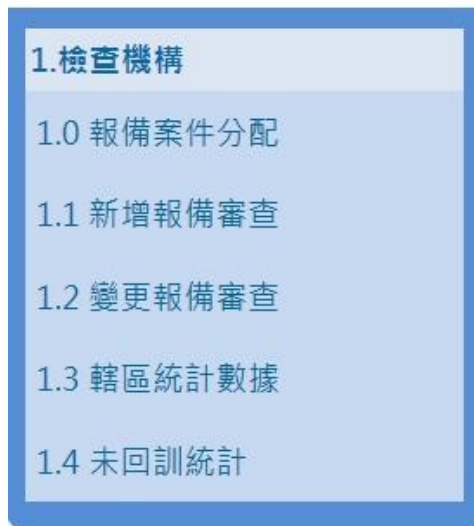 1.檢查機構
1.0 報備案件分配
1.1 新增報備審查
1.2 變更報備審查
1.3 轄區統計數據
1.4 未回訓統計